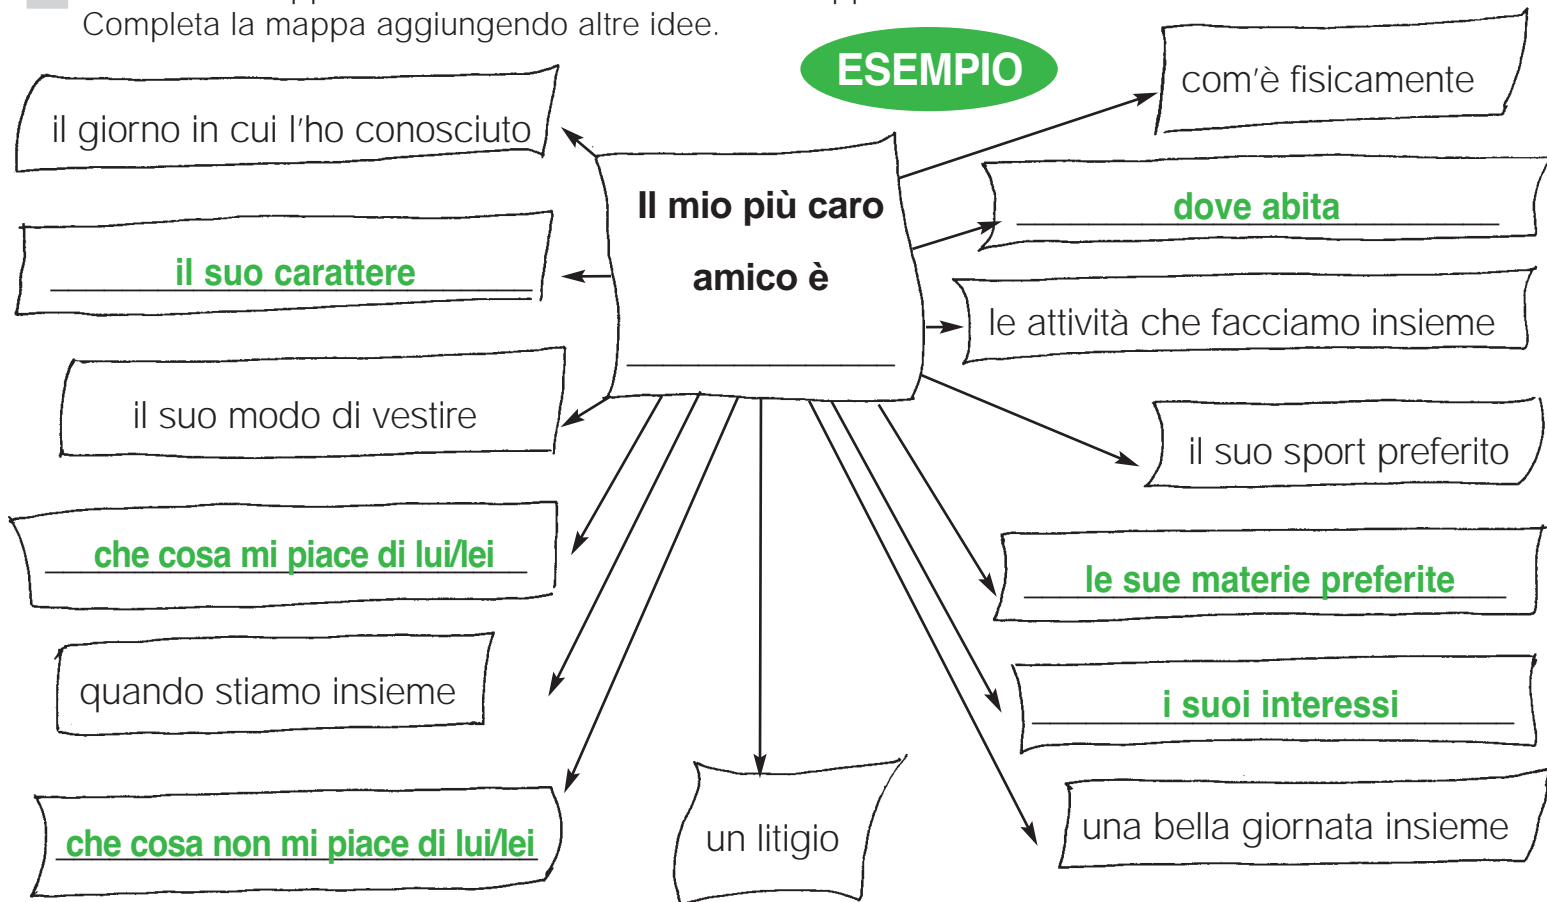 Completa la mappa aggiungendo altre idee.
ESEMPIO
com'è fisicamente
il giorno in cui l'ho conosciuto
Il mio più caro
amico è
dove abita
il suo carattere
le attività che facciamo insieme
il suo modo di vestire
il suo sport preferito
che cosa mi piace di lui/lei
le sue materie preferite
quando stiamo insieme
i suoi interessi
che cosa non mi piace di lui/lei
un litigio
una bella giornata insieme